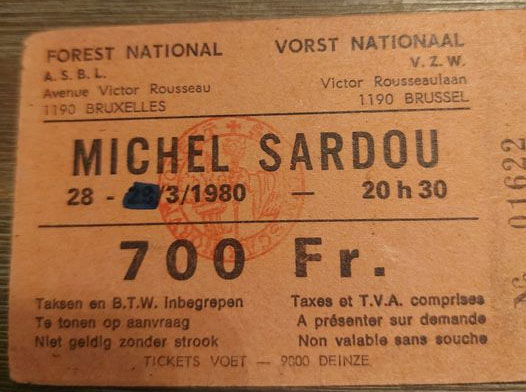 FOREST NATIONAL
A.S.B.L.
Avenue Victor Rousseau
1190 BRUXELLES
VORST NATIONAAL
V.Z.W.
Victor Rousseaulaan
1190 BRUSSEL
MICHEL SARDOU
28 - /3/1980 — 20 h 30
700 Fr.
Taksen en B.T.W. inbegrepen
Te tonen op aanvraag
Niet geldig zonder strook
Taxes et T.V.A. comprises
A présenter sur demande
Non valable sans souche
TICKETS VOET — 9800 DEINZE
01622